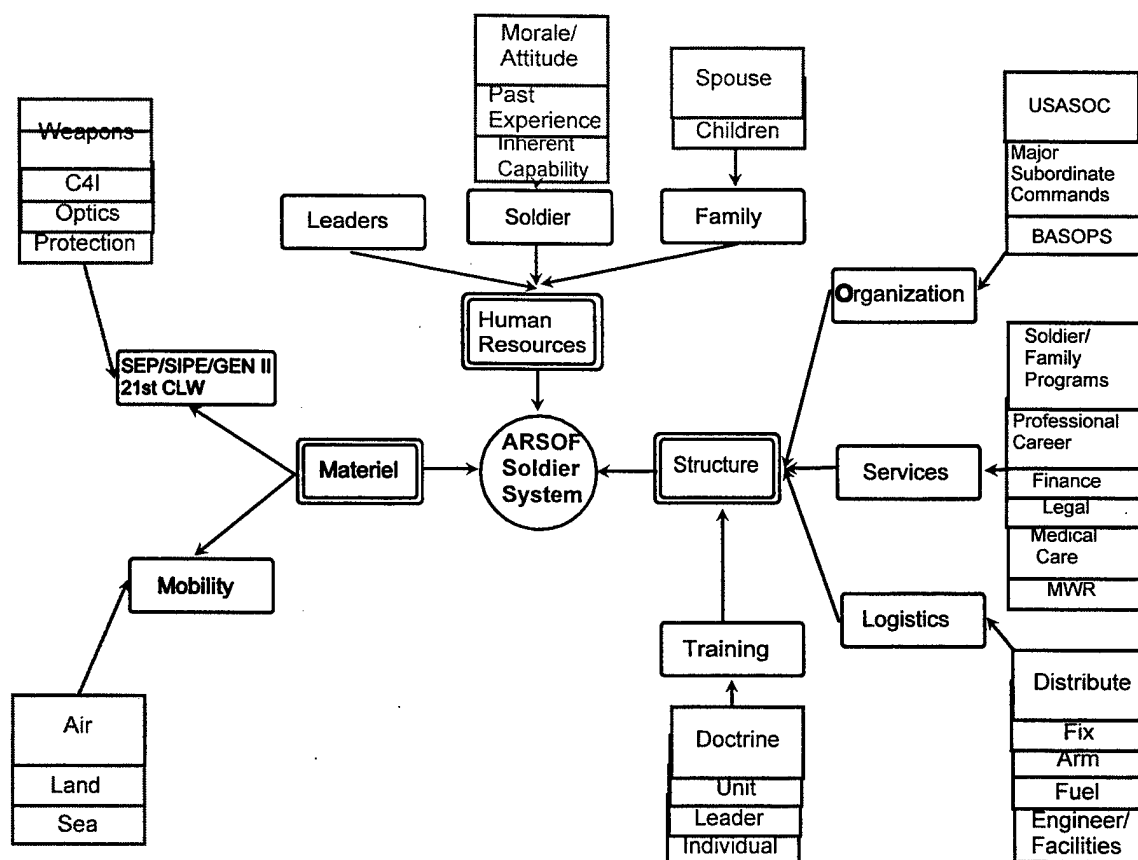 Morale/
Attitude
Past
Experience
Inherent
Capability
Spouse
Children
USASOC
Major
Subordinate
Commands
BASOPS
Weapons
C4I
Optics
Protection
Leaders
Soldier
Family
Organization
Human
Resources
Soldier/
Family
Programs
Professional
Career
Finance
Legal
Medical
Care
MWR
SEP/SIPE/GEN II
21st CLW
Materiel
ARSOF
Soldier
System
Structure
Services
Mobility
Logistics
Training
Air
Land
Sea
Doctrine
Unit
Leader
Individual
Distribute
Fix
Arm
Fuel
Engineer/
Facilities